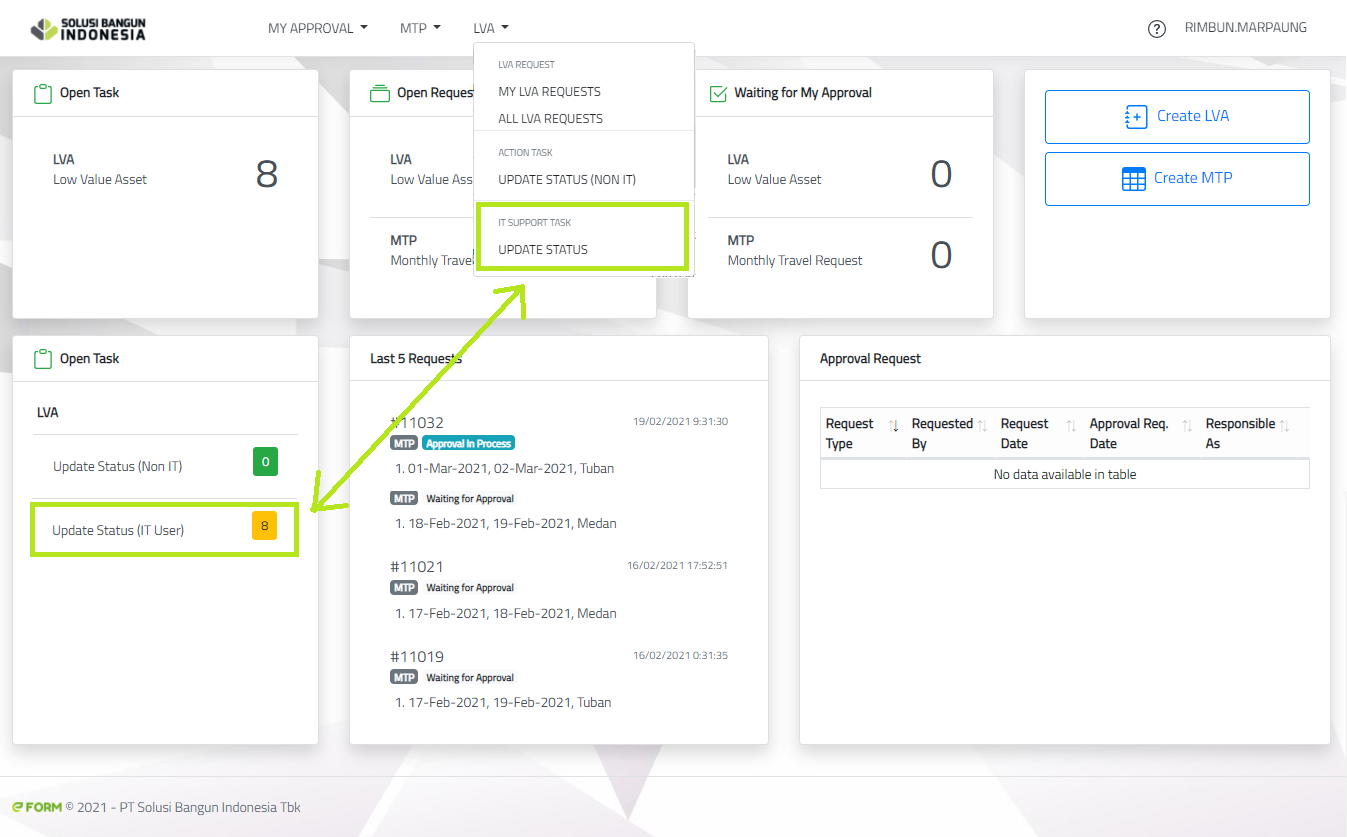 SOLUSI BANGUN
INDONESIA
MY APPROVAL
MTP
LVA
RIMBUN.MARPAUNG
LVA REQUEST
MY LVA REQUESTS
ALL LVA REQUESTS
ACTION TASK
UPDATE STATUS (NON IT)
IT SUPPORT TASK
UPDATE STATUS
Open Task
LVA
Low Value Asset
8
Open Reques
LVA
Low Value Ass
MTP
Monthly Trave
Waiting for My Approval
LVA
Low Value Asset
0
MTP
Monthly Travel Request
0
Create LVA
Create MTP
Open Task
LVA
Update Status (Non IT) 0
Update Status (IT User) 8
Last 5 Requests
#11032 19/02/2021 9:31:30
MTP Approval In Process
1. 01-Mar-2021, 02-Mar-2021, Tuban
MTP Waiting for Approval
1. 18-Feb-2021, 19-Feb-2021, Medan
#11021 16/02/2021 17:52:51
MTP Waiting for Approval
1. 17-Feb-2021, 18-Feb-2021, Medan
#11019 16/02/2021 0:31:35
MTP Waiting for Approval
1. 17-Feb-2021, 19-Feb-2021, Tuban
Approval Request
Request Type
Requested By
Request Date
Approval Req. Date
Responsible As
No data available in table
eFORM © 2021 - PT Solusi Bangun Indonesia Tbk